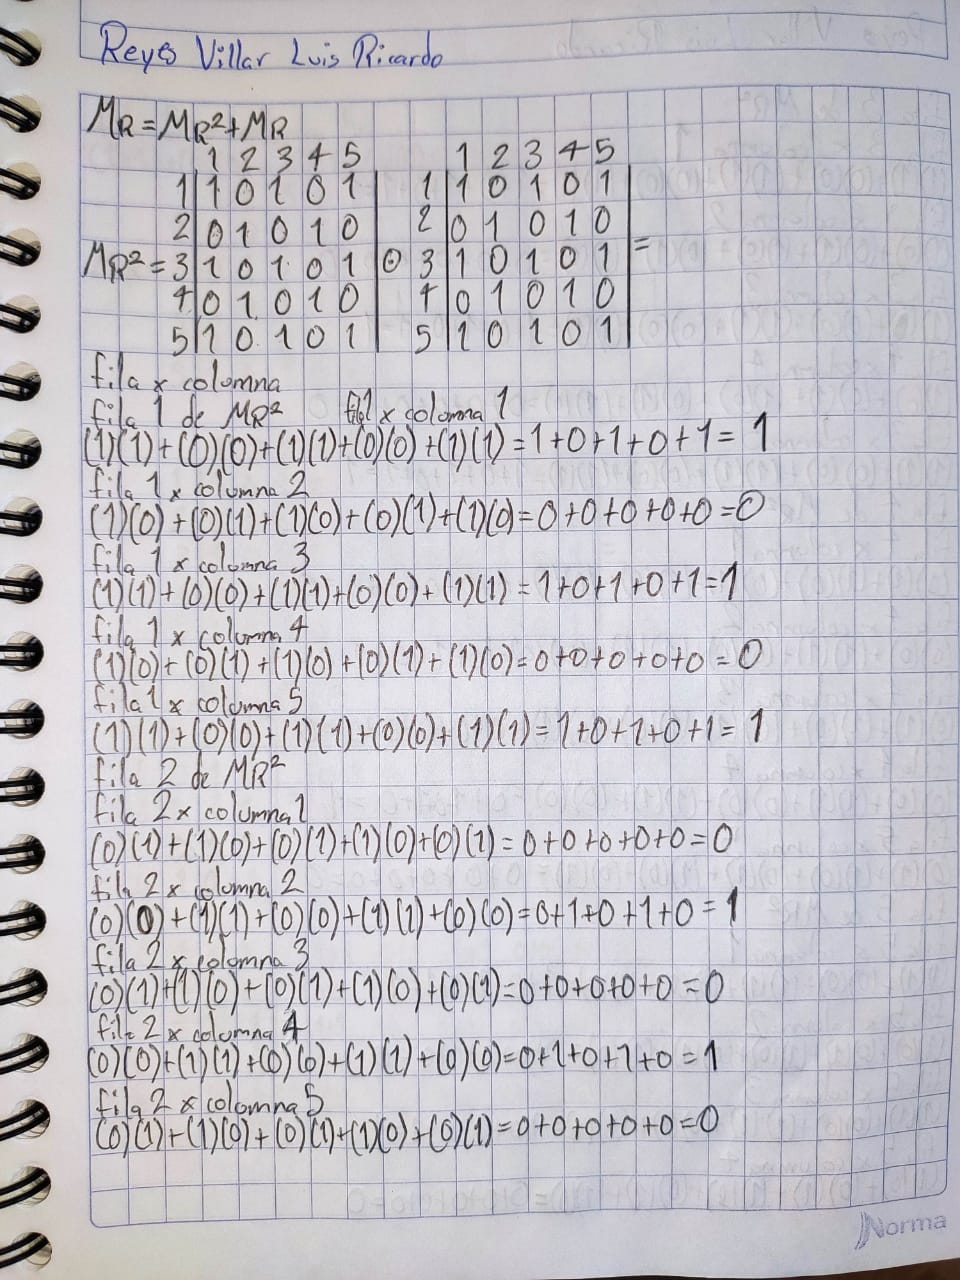 Reyes Villar Luis Ricardo
MR=MR²+MR
1 2 3 4 5 1 2 3 4 5
1 1 0 1 0 1 1 1 0 1 0 1
2 0 1 0 1 0 2 0 1 0 1 0 =
MR²= 3 1 0 1 0 1 ⊙ 3 1 0 1 0 1
4 0 1 0 1 0 4 0 1 0 1 0
5 1 0 1 0 1 5 1 0 1 0 1
fila x columna
fila 1 de MR² fila 1 x columna 1
(1)(1)+(0)(0)+(1)(1)+(0)(0)+(1)(1)=1+0+1+0+1=1
fila 1 x columna 2
(1)(0)+(0)(1)+(1)(0)+(0)(1)+(1)(0)=0+0+0+0+0=0
fila 1 x columna 3
(1)(1)+(0)(0)+(1)(1)+(0)(0)+(1)(1)=1+0+1+0+1=1
fila 1 x columna 4
(1)(0)+(0)(1)+(1)(0)+(0)(1)+(1)(0)=0+0+0+0+0=0
fila 1 x columna 5
(1)(1)+(0)(0)+(1)(1)+(0)(0)+(1)(1)=1+0+1+0+1=1
fila 2 de MR²
fila 2 x columna 1
(0)(1)+(1)(0)+(0)(1)+(1)(0)+(0)(1)=0+0+0+0+0=0
fila 2 x columna 2
(0)(0)+(1)(1)+(0)(0)+(1)(1)+(0)(0)=0+1+0+1+0=1
fila 2 x columna 3
(0)(1)+(1)(0)+(0)(1)+(1)(0)+(0)(1)=0+0+0+0+0=0
fila 2 x columna 4
(0)(0)+(1)(1)+(0)(0)+(1)(1)+(0)(0)=0+1+0+1+0=1
fila 2 x columna 5
(0)(1)+(1)(0)+(0)(1)+(1)(0)+(0)(1)=0+0+0+0+0=0
Norma